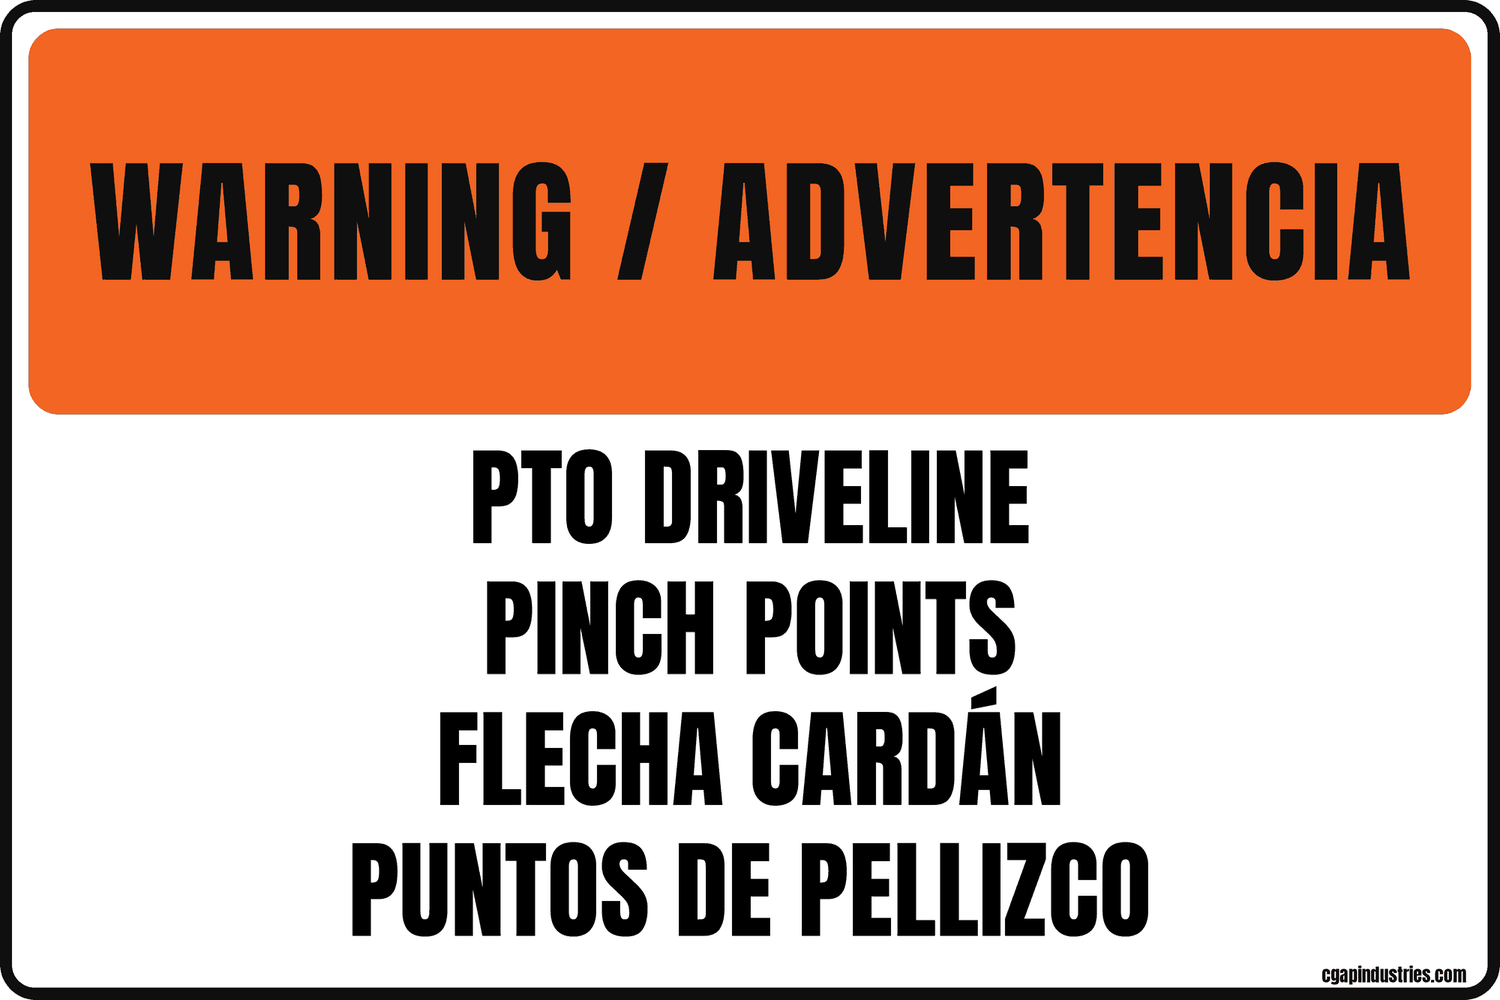 WARNING / ADVERTENCIA
PTO DRIVELINE
PINCH POINTS
FLECHA CARDÁN
PUNTOS DE PELLIZCO
cgapindustries.com